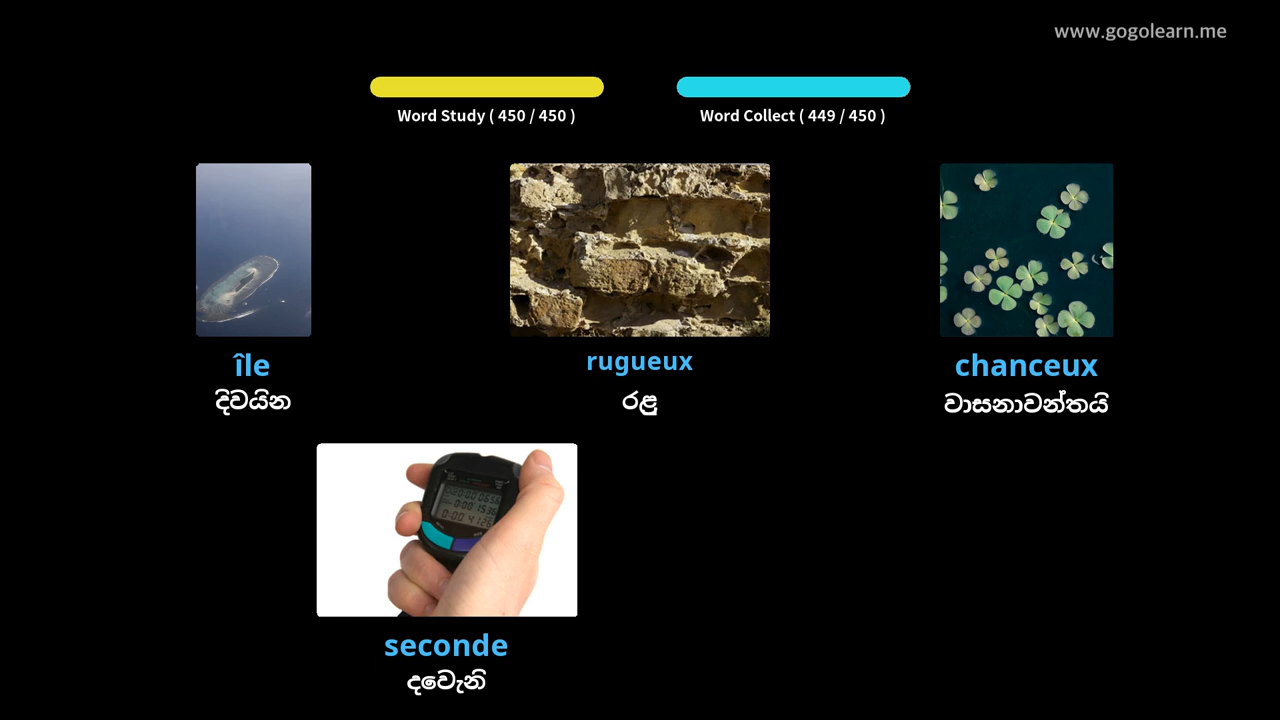 www.gogolearn.me
Word Study ( 450 / 450 )
Word Collect ( 449 / 450 )
île
දිවයින
rugueux
රළු
chanceux
වාසනාවන්තයි
seconde
දවෙැනි